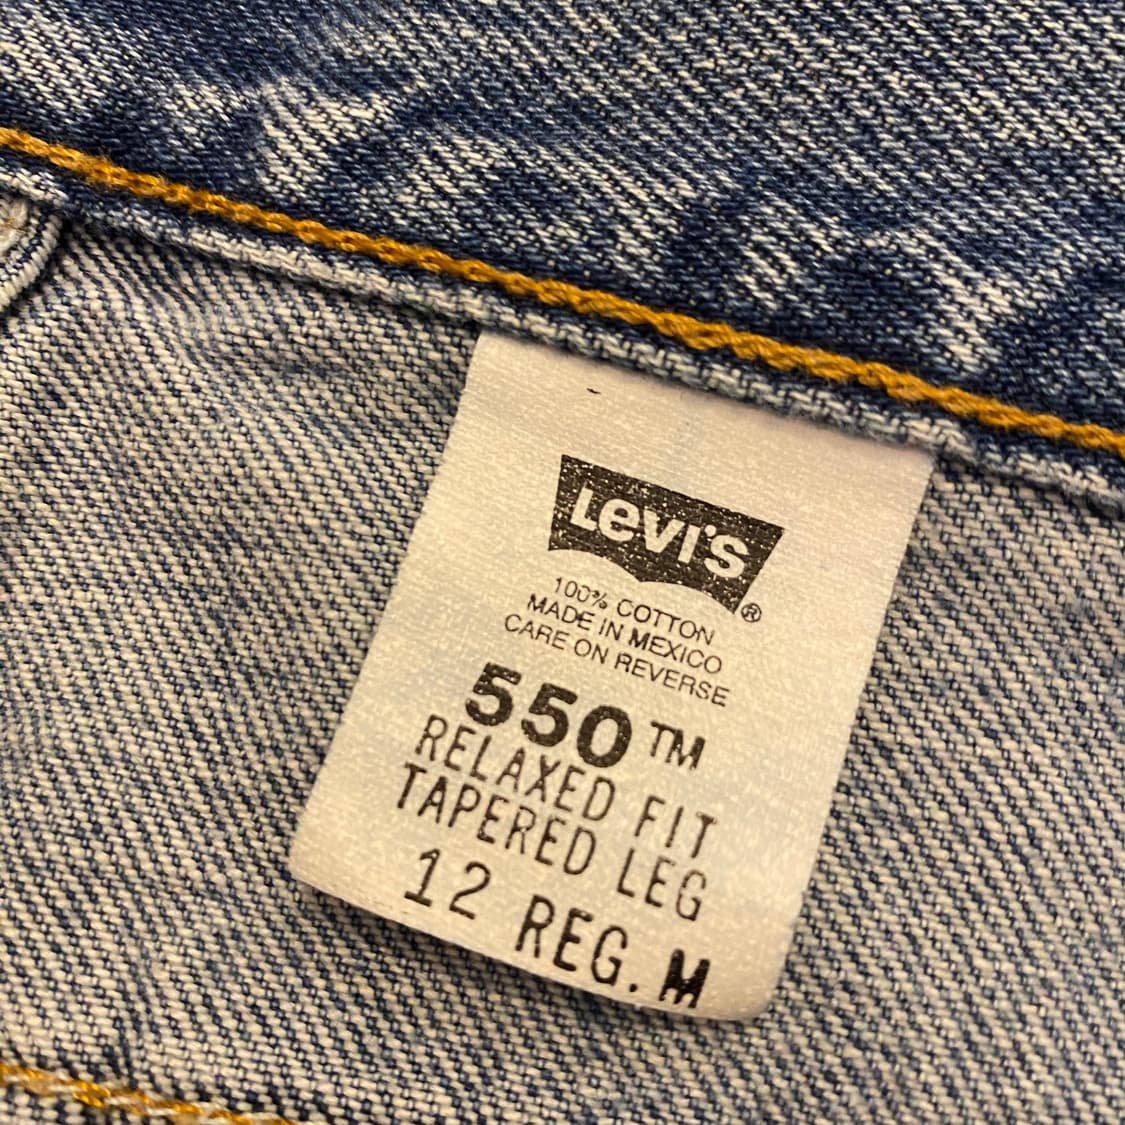 Levi's®
100% COTTON
MADE IN MEXICO
CARE ON REVERSE
550™
RELAXED FIT
TAPERED LEG
12 REG. M